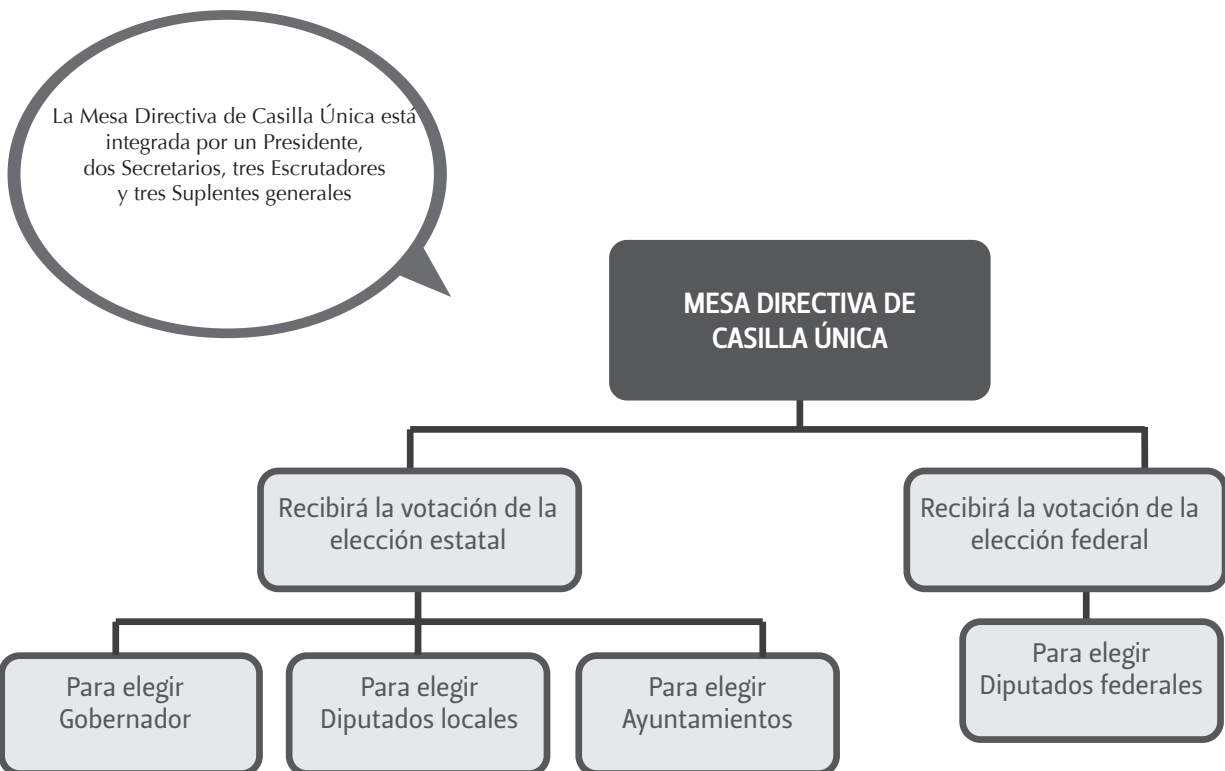 La Mesa Directiva de Casilla Única está
integrada por un Presidente,
dos Secretarios, tres Escrutadores
y tres Suplentes generales
MESA DIRECTIVA DE
CASILLA ÚNICA
Recibirá la votación de la
elección estatal
Recibirá la votación de la
elección federal
Para elegir
Gobernador
Para elegir
Diputados locales
Para elegir
Ayuntamientos
Para elegir
Diputados federales